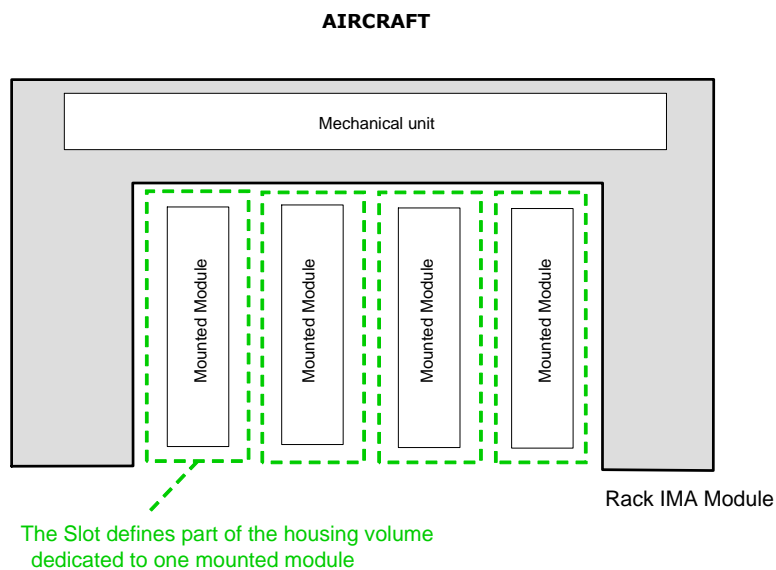 AIRCRAFT
Mechanical unit
Mounted Module
Mounted Module
Mounted Module
Mounted Module
Rack IMA Module
The Slot defines part of the housing volume
dedicated to one mounted module